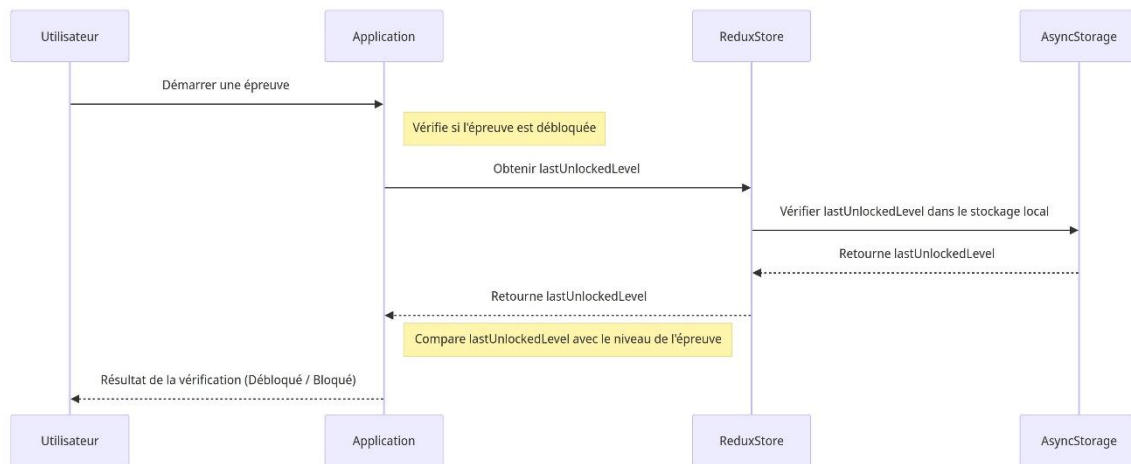 Utilisateur
Application
ReduxStore
AsyncStorage
Démarrer une épreuve
Vérifie si l'épreuve est débloquée
Obtenir lastUnlockedLevel
Vérifier lastUnlockedLevel dans le stockage local
Retourne lastUnlockedLevel
Retourne lastUnlockedLevel
Compare lastUnlockedLevel avec le niveau de l'épreuve
Résultat de la vérification (Débloqué / Bloqué)
Utilisateur
Application
ReduxStore
AsyncStorage